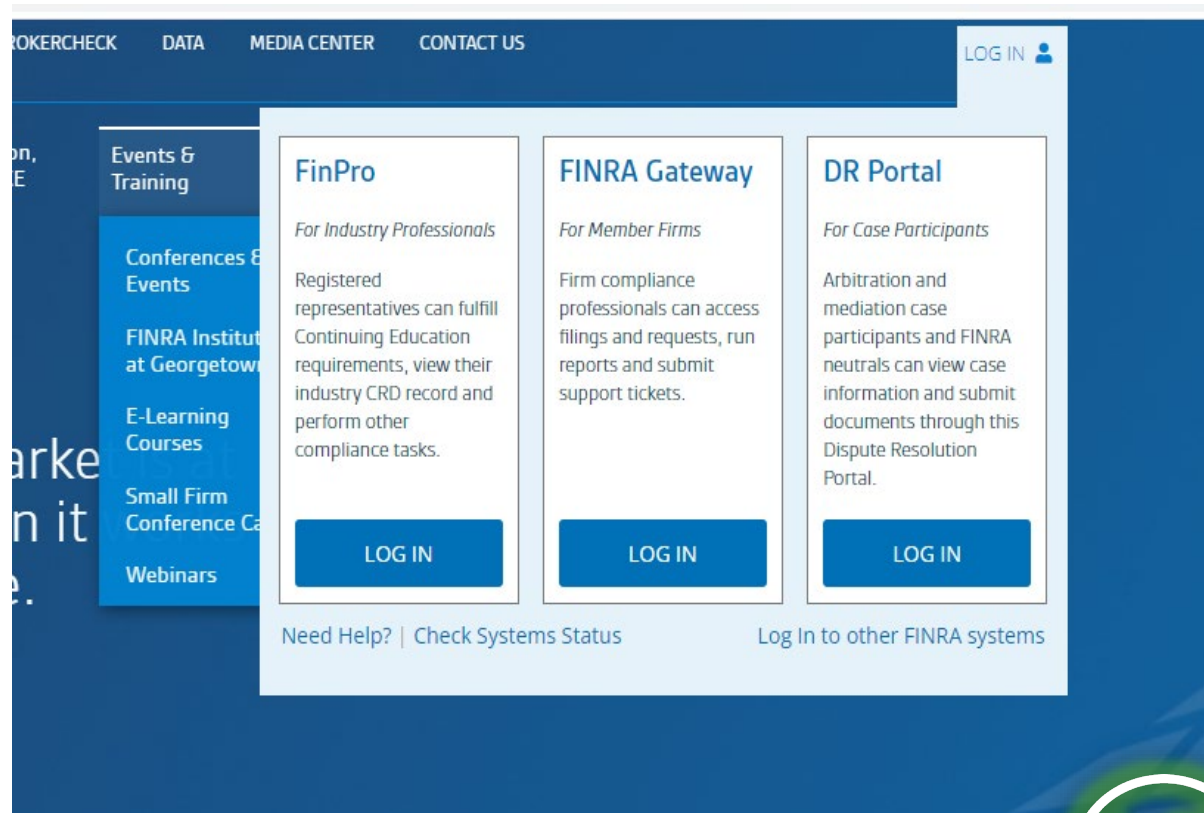 ROKERCHECK DATA MEDIA CENTER CONTACT US
LOG IN
on,
E
Events &
Training
Conferences &
Events
FINRA Institut
at Georgetow
E-Learning
Courses
Small Firm
Conference Ca
Webinars
arket is at
n it
e.
FinPro
For Industry Professionals
Registered
representatives can fulfill
Continuing Education
requirements, view their
industry CRD record and
perform other
compliance tasks.
LOG IN
FINRA Gateway
For Member Firms
Firm compliance
professionals can access
filings and requests, run
reports and submit
support tickets.
LOG IN
DR Portal
For Case Participants
Arbitration and
mediation case
participants and FINRA
neutrals can view case
information and submit
documents through this
Dispute Resolution
Portal.
LOG IN
Need Help? | Check Systems Status
Log In to other FINRA systems